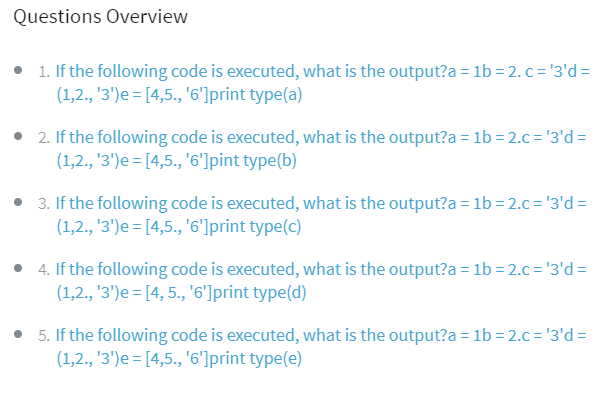 Questions Overview
1. If the following code is executed, what is the output?a = 1b = 2. c = '3'd =
(1,2., '3')e = [4,5., '6']print type(a)
2. If the following code is executed, what is the output?a = 1b = 2.c = '3'd =
(1,2., '3')e = [4,5., '6']pint type(b)
3. If the following code is executed, what is the output?a = 1b = 2.c = '3'd =
(1,2., '3')e = [4,5., '6']print type(c)
4. If the following code is executed, what is the output?a = 1b = 2.c = '3'd =
(1,2., '3')e = [4, 5., '6']print type(d)
5. If the following code is executed, what is the output?a = 1b = 2.c = '3'd =
(1,2., '3')e = [4,5., '6']print type(e)